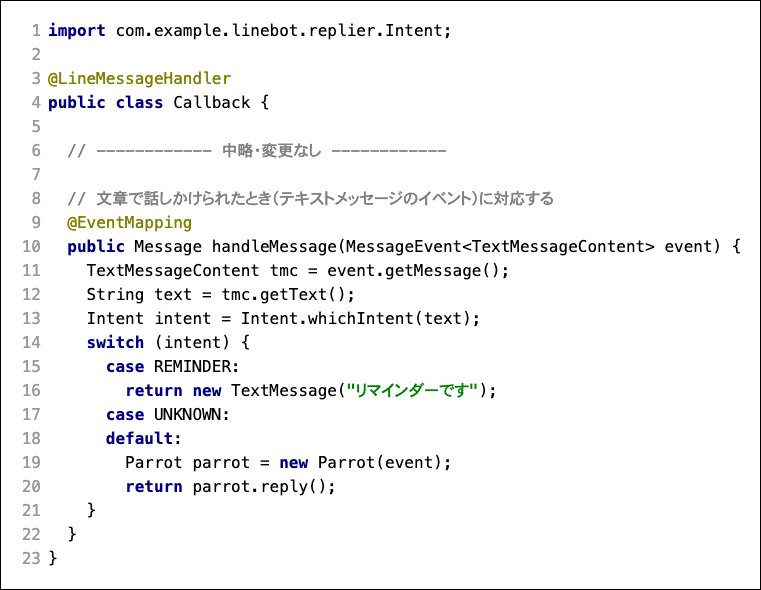 1 import com.example.linebot.replier.Intent;
2
3 @LineMessageHandler
4 public class Callback {
5
6   // ------------ 中略・変更なし ------------
7
8   // 文章で話しかけられたとき(テキストメッセージのイベント)に対応する
9   @EventMapping
10   public Message handleMessage(MessageEvent<TextMessageContent> event) {
11     TextMessageContent tmc = event.getMessage();
12     String text = tmc.getText();
13     Intent intent = Intent.whichIntent(text);
14     switch (intent) {
15       case REMINDER:
16         return new TextMessage("リマインダーです");
17       case UNKNOWN:
18       default:
19         Parrot parrot = new Parrot(event);
20         return parrot.reply();
21     }
22   }
23 }